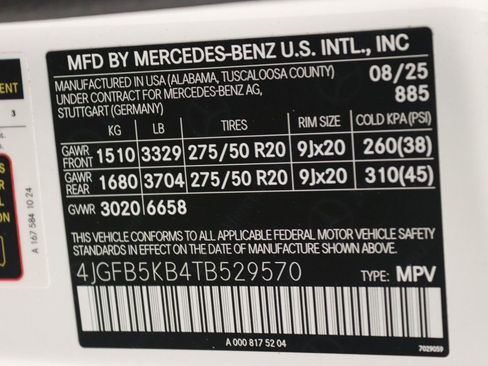 MFD BY MERCEDES-BENZ U.S. INTL., INC
MANUFACTURED IN USA (ALABAMA, TUSCALOOSA COUNTY) 08/25
UNDER CONTRACT FOR MERCEDES-BENZ AG, 885
STUTTGART (GERMANY)
KG LB TIRES RIM SIZE COLD KPA (PSI)
GAWR FRONT 1510 3329 275/50 R20 9Jx20 260(38)
GAWR REAR 1680 3704 275/50 R20 9Jx20 310(45)
GVWR 3020 6658
THIS VEHICLE CONFORMS TO ALL APPLICABLE FEDERAL MOTOR VEHICLE
SAFETY STANDARDS IN EFFECT ON THE DATE OF MANUFACTURE SHOWN ABOVE.
4JGFB5KB4TB529570 TYPE: MPV
A 000 817 52 04 7029059
A 167 584 10 24
3